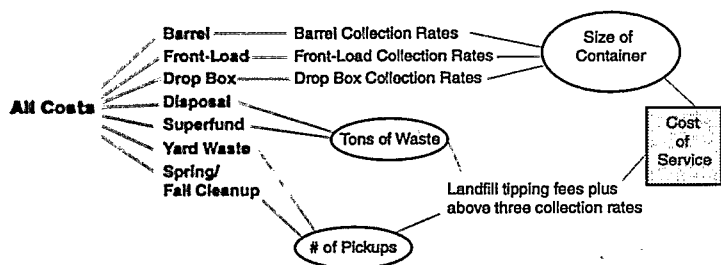 Barrel
Barrel Collection Rates
Front-Load
Front-Load Collection Rates
Drop Box
Drop Box Collection Rates
Size of
Container
All Costs
Disposal
Superfund
Yard Waste
Spring/
Fall Cleanup
Tons of Waste
# of Pickups
Landfill tipping fees plus
above three collection rates
Cost
of
Service